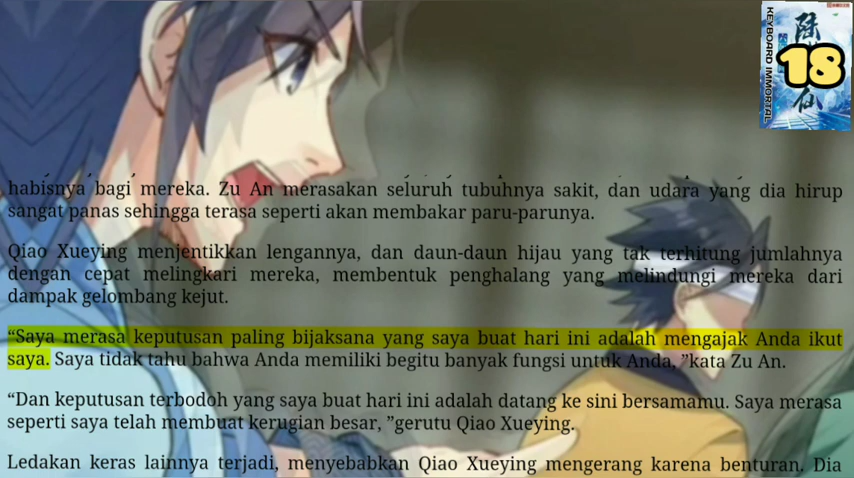 陆
仙
KEYBOARD IMMORTAL
18
habisnya bagi mereka. Zu An merasakan seluruh tubuhnya sakit, dan udara yang dia hirup
sangat panas sehingga terasa seperti akan membakar paru-parunya.
Qiao Xueying menjentikkan lengannya, dan daun-daun hijau yang tak terhitung jumlahnya
dengan cepat melingkari mereka, membentuk penghalang yang melindungi mereka dari
dampak gelombang kejut.
“Saya merasa keputusan paling bijaksana yang saya buat hari ini adalah mengajak Anda ikut
saya. Saya tidak tahu bahwa Anda memiliki begitu banyak fungsi untuk Anda, ”kata Zu An.
“Dan keputusan terbodoh yang saya buat hari ini adalah datang ke sini bersamamu. Saya merasa
seperti saya telah membuat kerugian besar, ”gerutu Qiao Xueying.
Ledakan keras lainnya terjadi, menyebabkan Qiao Xueying mengerang karena benturan. Dia